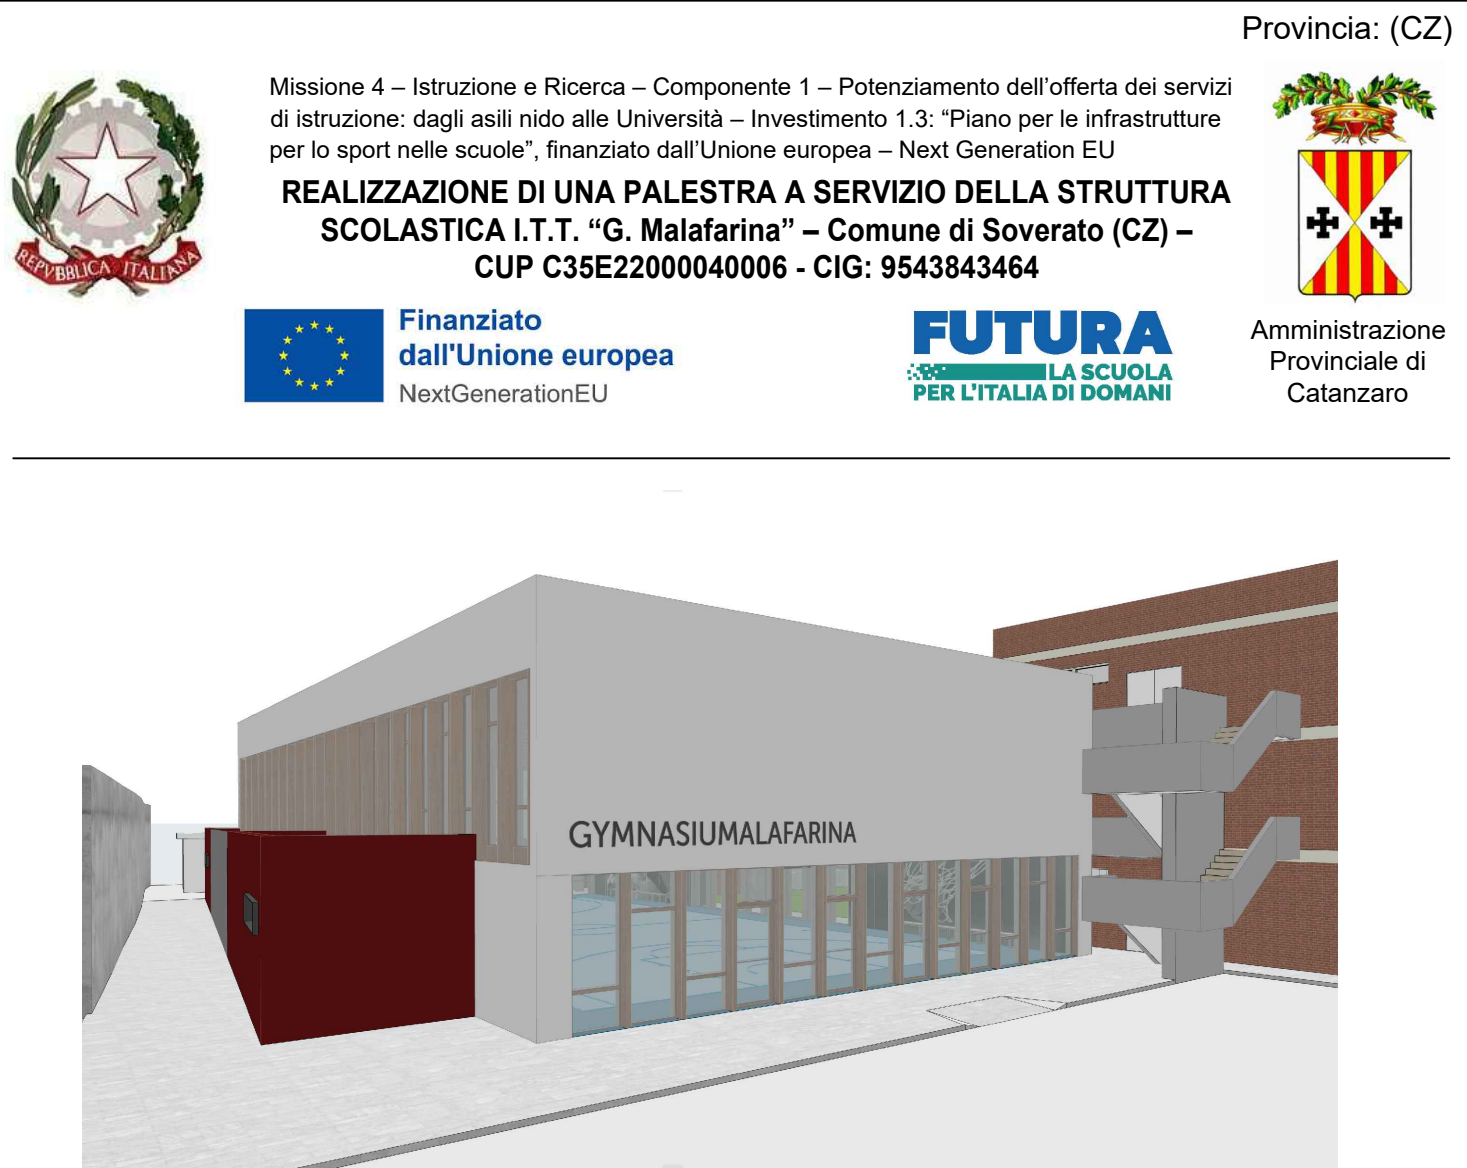 Provincia: (CZ)
Missione 4 – Istruzione e Ricerca – Componente 1 – Potenziamento dell’offerta dei servizi
di istruzione: dagli asili nido alle Università – Investimento 1.3: “Piano per le infrastrutture
per lo sport nelle scuole”, finanziato dall’Unione europea – Next Generation EU
REALIZZAZIONE DI UNA PALESTRA A SERVIZIO DELLA STRUTTURA
SCOLASTICA I.T.T. “G. Malafarina” – Comune di Soverato (CZ) –
CUP C35E22000040006 - CIG: 9543843464
REPVBBLICA ITALIANA
Finanziato
dall'Unione europea
NextGenerationEU
FUTURA
LA SCUOLA
PER L'ITALIA DI DOMANI
Amministrazione
Provinciale di
Catanzaro
GYMNASIUMALAFARINA